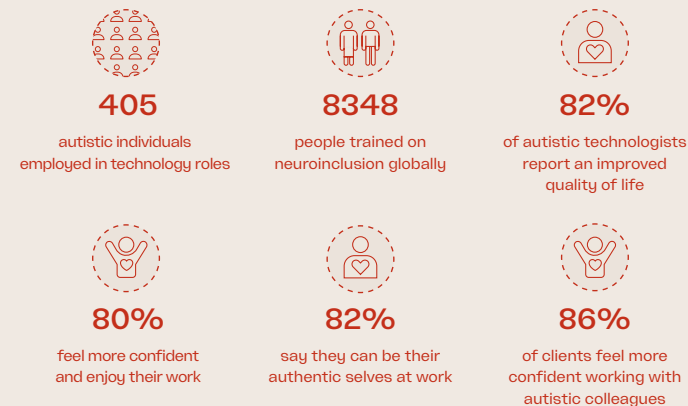 405
autistic individuals
employed in technology roles
8348
people trained on
neuroinclusion globally
82%
of autistic technologists
report an improved
quality of life
80%
feel more confident
and enjoy their work
82%
say they can be their
authentic selves at work
86%
of clients feel more
confident working with
autistic colleagues